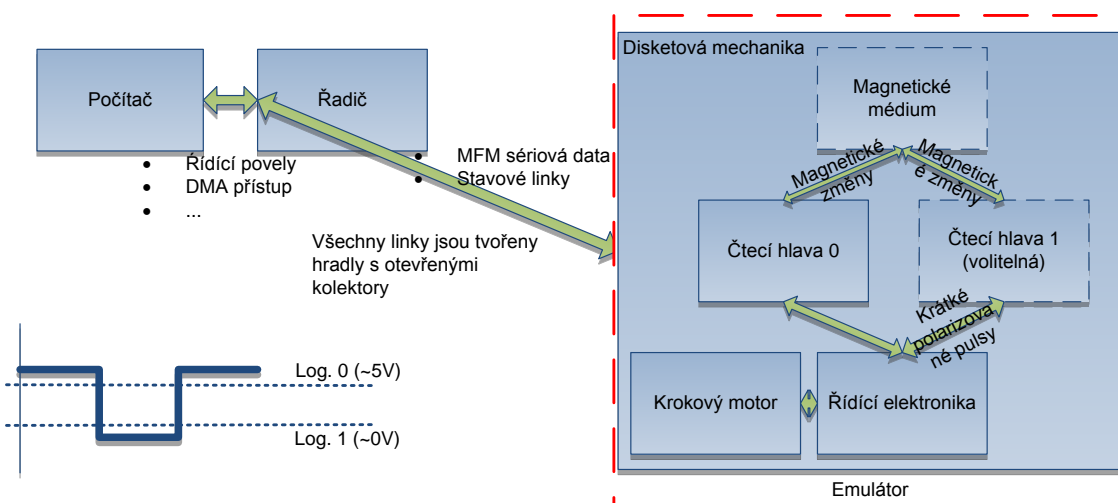 Disketová mechanika
Počítač
Řadič
Magnetické
médium
• Řídící povely
• DMA přístup
• ...
• MFM sériová data
• Stavové linky
Magnetické
změny
Magnetick
é změny
Všechny linky jsou tvořeny
hradly s otevřenými
kolektory
Čtecí hlava 0
Čtecí hlava 1
(volitelná)
Krátké
polarizova
né pulsy
Log. 0 (~5V)
Log. 1 (~0V)
Krokový motor
Řídící elektronika
Emulátor